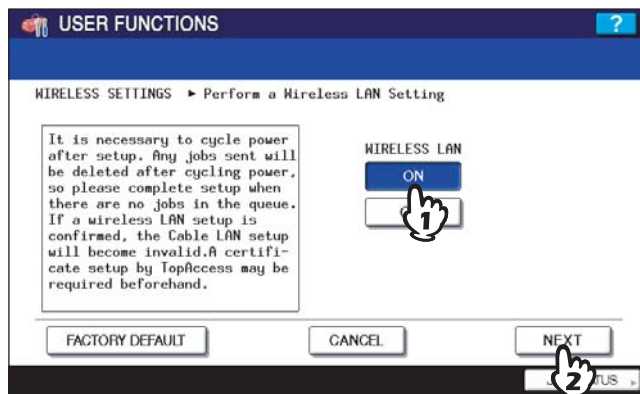 USER FUNCTIONS
?
WIRELESS SETTINGS ► Perform a Wireless LAN Setting
It is necessary to cycle power
after setup. Any jobs sent will
be deleted after cycling power,
so please complete setup when
there are no jobs in the queue.
If a wireless LAN setup is
confirmed, the Cable LAN setup
will become invalid.A certifi-
cate setup by TopAccess may be
required beforehand.
WIRELESS LAN
ON
1
FACTORY DEFAULT
CANCEL
NEXT
2